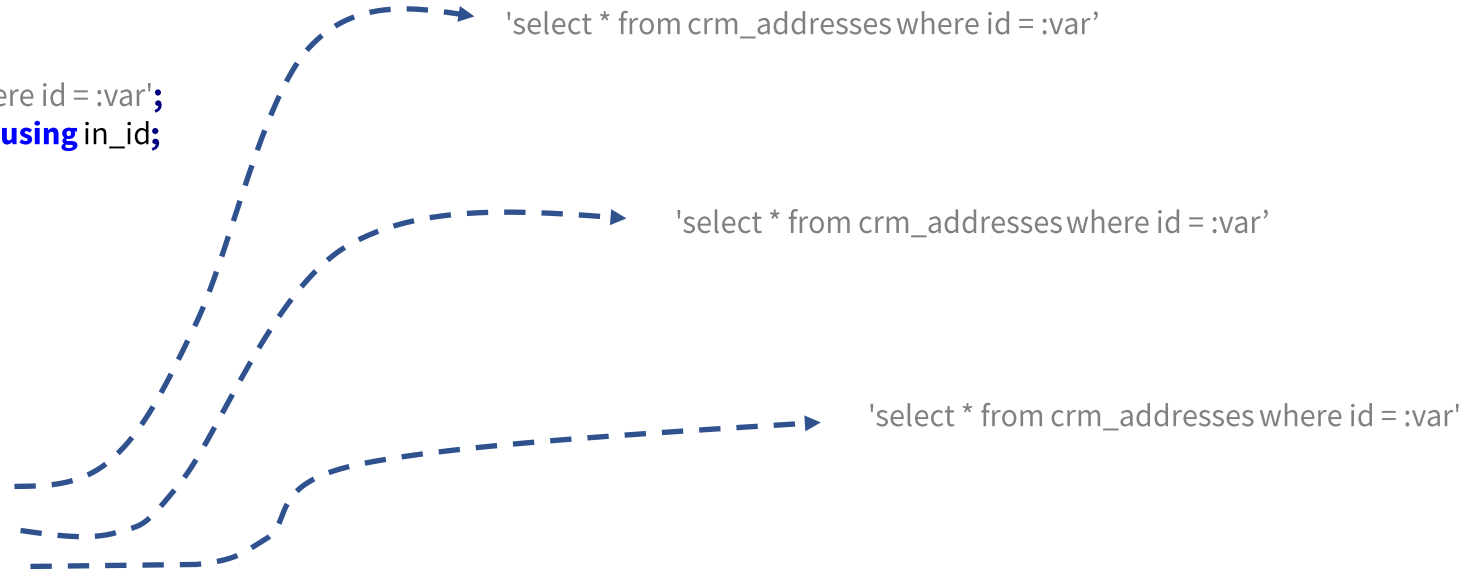 'select * from crm_addresses where id = :var’
ere id = :var';
using in_id;
'select * from crm_addresses where id = :var’
'select * from crm_addresses where id = :var'